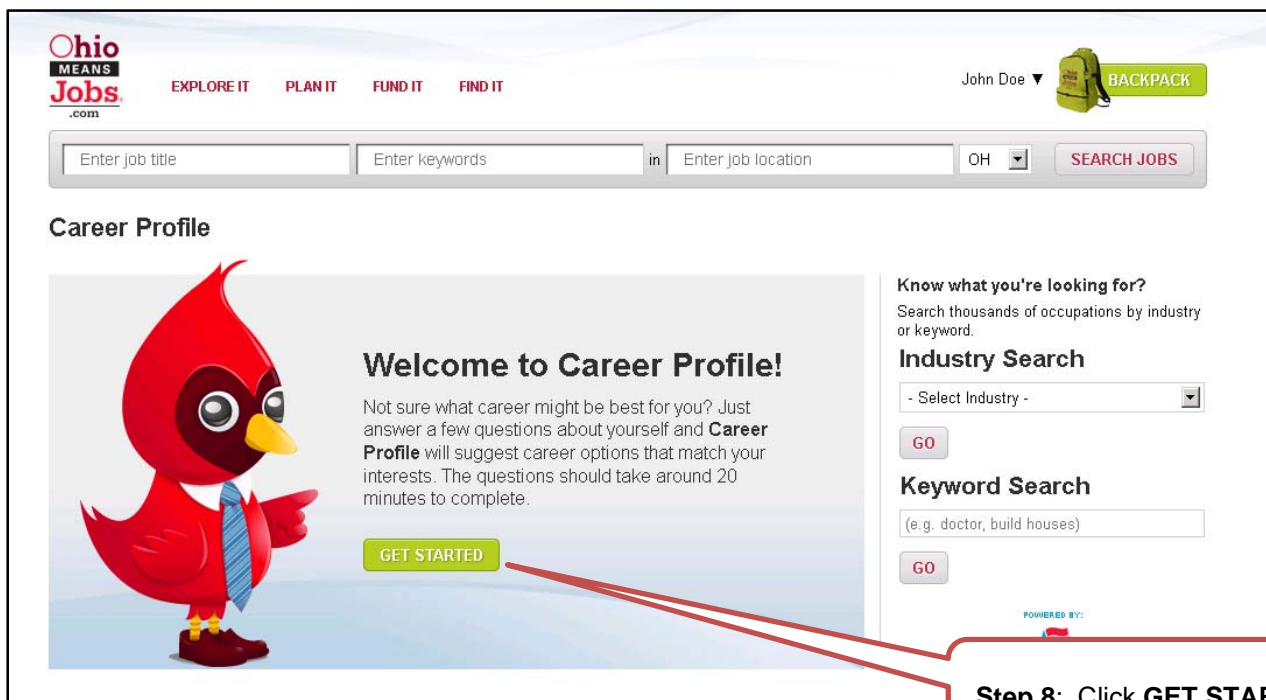 Ohio
MEANS
Jobs.
.com
EXPLORE IT PLAN IT FUND IT FIND IT
John Doe ▼
BACKPACK
Enter job title
Enter keywords
in
Enter job location
OH
SEARCH JOBS
Career Profile
Welcome to Career Profile!
Not sure what career might be best for you? Just
answer a few questions about yourself and Career
Profile will suggest career options that match your
interests. The questions should take around 20
minutes to complete.
GET STARTED
Know what you're looking for?
Search thousands of occupations by industry
or keyword.
Industry Search
- Select Industry -
GO
Keyword Search
(e.g. doctor, build houses)
GO
POWERED BY:
Step 8: Click GET